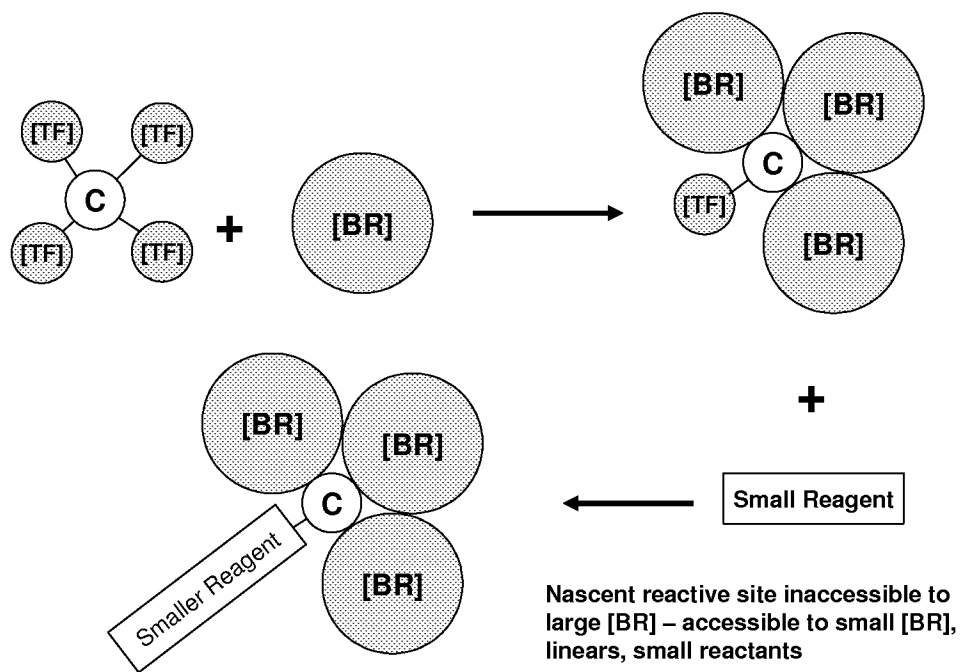 [TF]
[TF]
C
[TF]
[TF]
+
[BR]
[BR]
[BR]
C
[TF]
[BR]
+
[BR]
[BR]
C
Smaller Reagent
[BR]
Small Reagent
Nascent reactive site inaccessible to
large [BR] – accessible to small [BR],
linears, small reactants